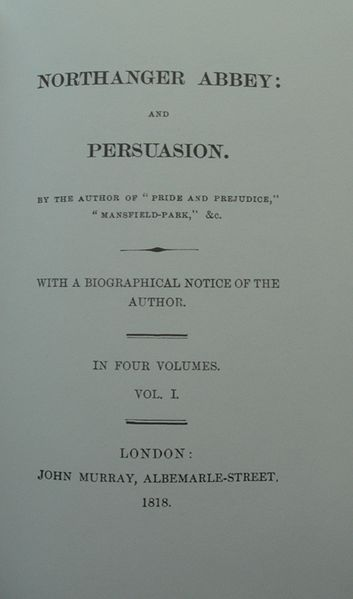 NORTHANGER ABBEY:
AND
PERSUASION.
BY THE AUTHOR OF “ PRIDE AND PREJUDICE,”
“ MANSFIELD-PARK,” &c.
WITH A BIOGRAPHICAL NOTICE OF THE
AUTHOR.
IN FOUR VOLUMES.
VOL. I.
LONDON:
JOHN MURRAY, ALBEMARLE-STREET,
1818.